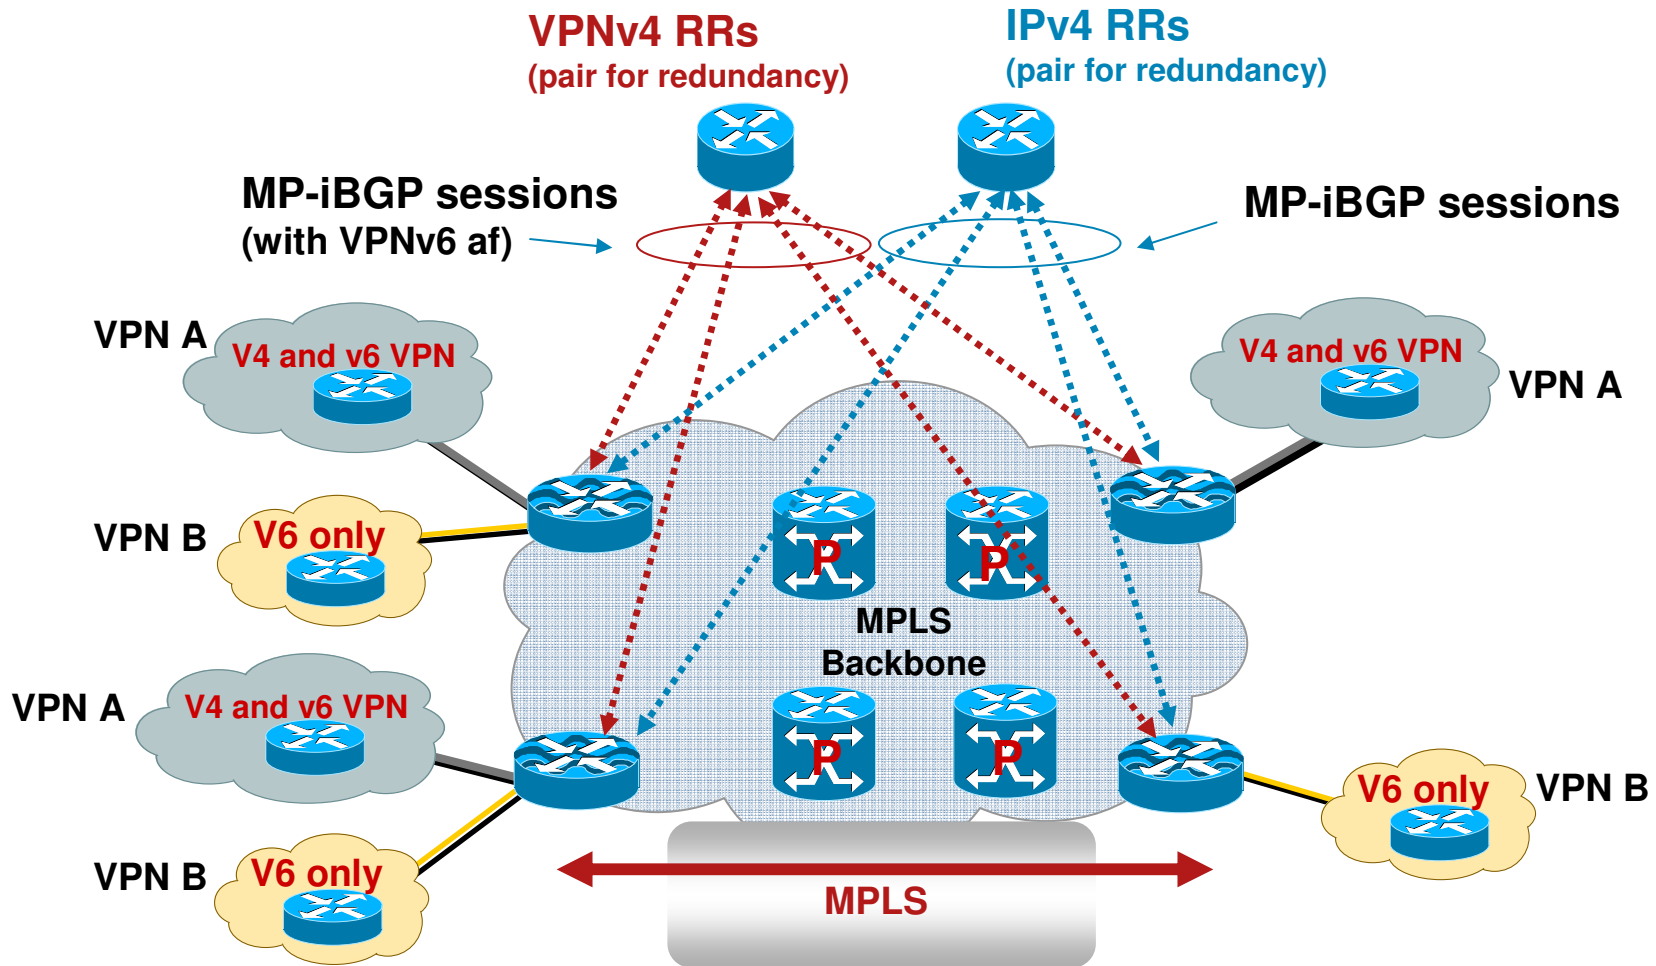 VPNv4 RRs
(pair for redundancy)
IPv4 RRs
(pair for redundancy)
MP-iBGP sessions
(with VPNv6 af)
MP-iBGP sessions
VPN A
V4 and v6 VPN
V4 and v6 VPN
VPN A
VPN B
V6 only
P
P
MPLS
Backbone
VPN A
V4 and v6 VPN
P
P
V6 only
VPN B
VPN B
V6 only
MPLS